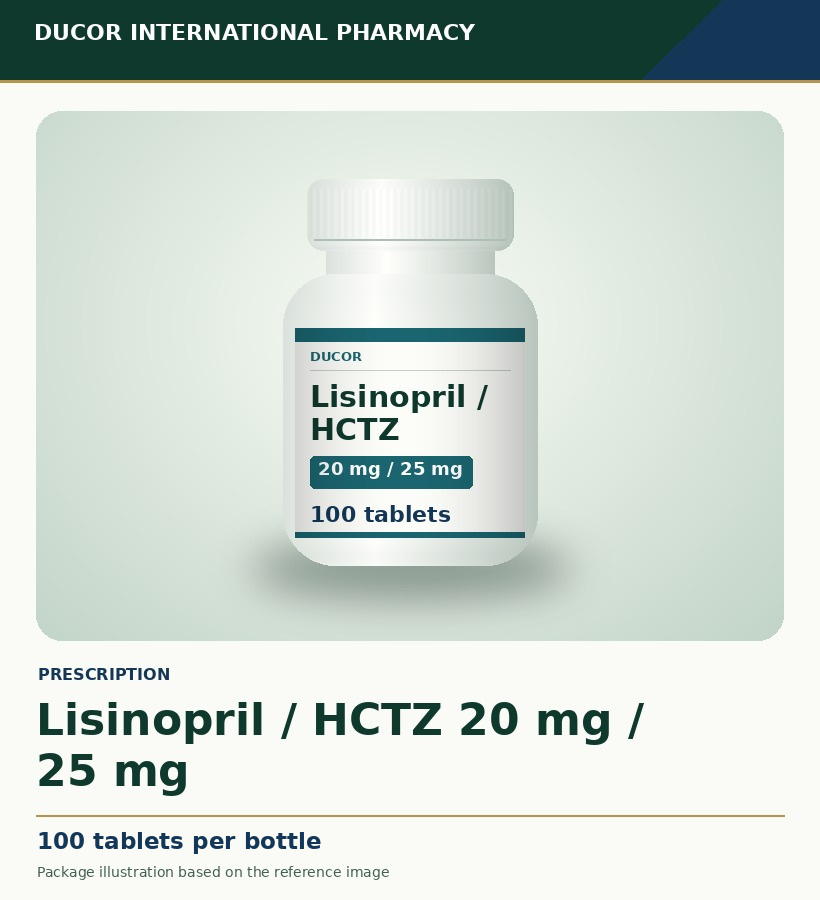 DUCOR INTERNATIONAL PHARMACY
DUCOR
Lisinopril /
HCTZ
20 mg / 25 mg
100 tablets
PRESCRIPTION
Lisinopril / HCTZ 20 mg /
25 mg
100 tablets per bottle
Package illustration based on the reference image